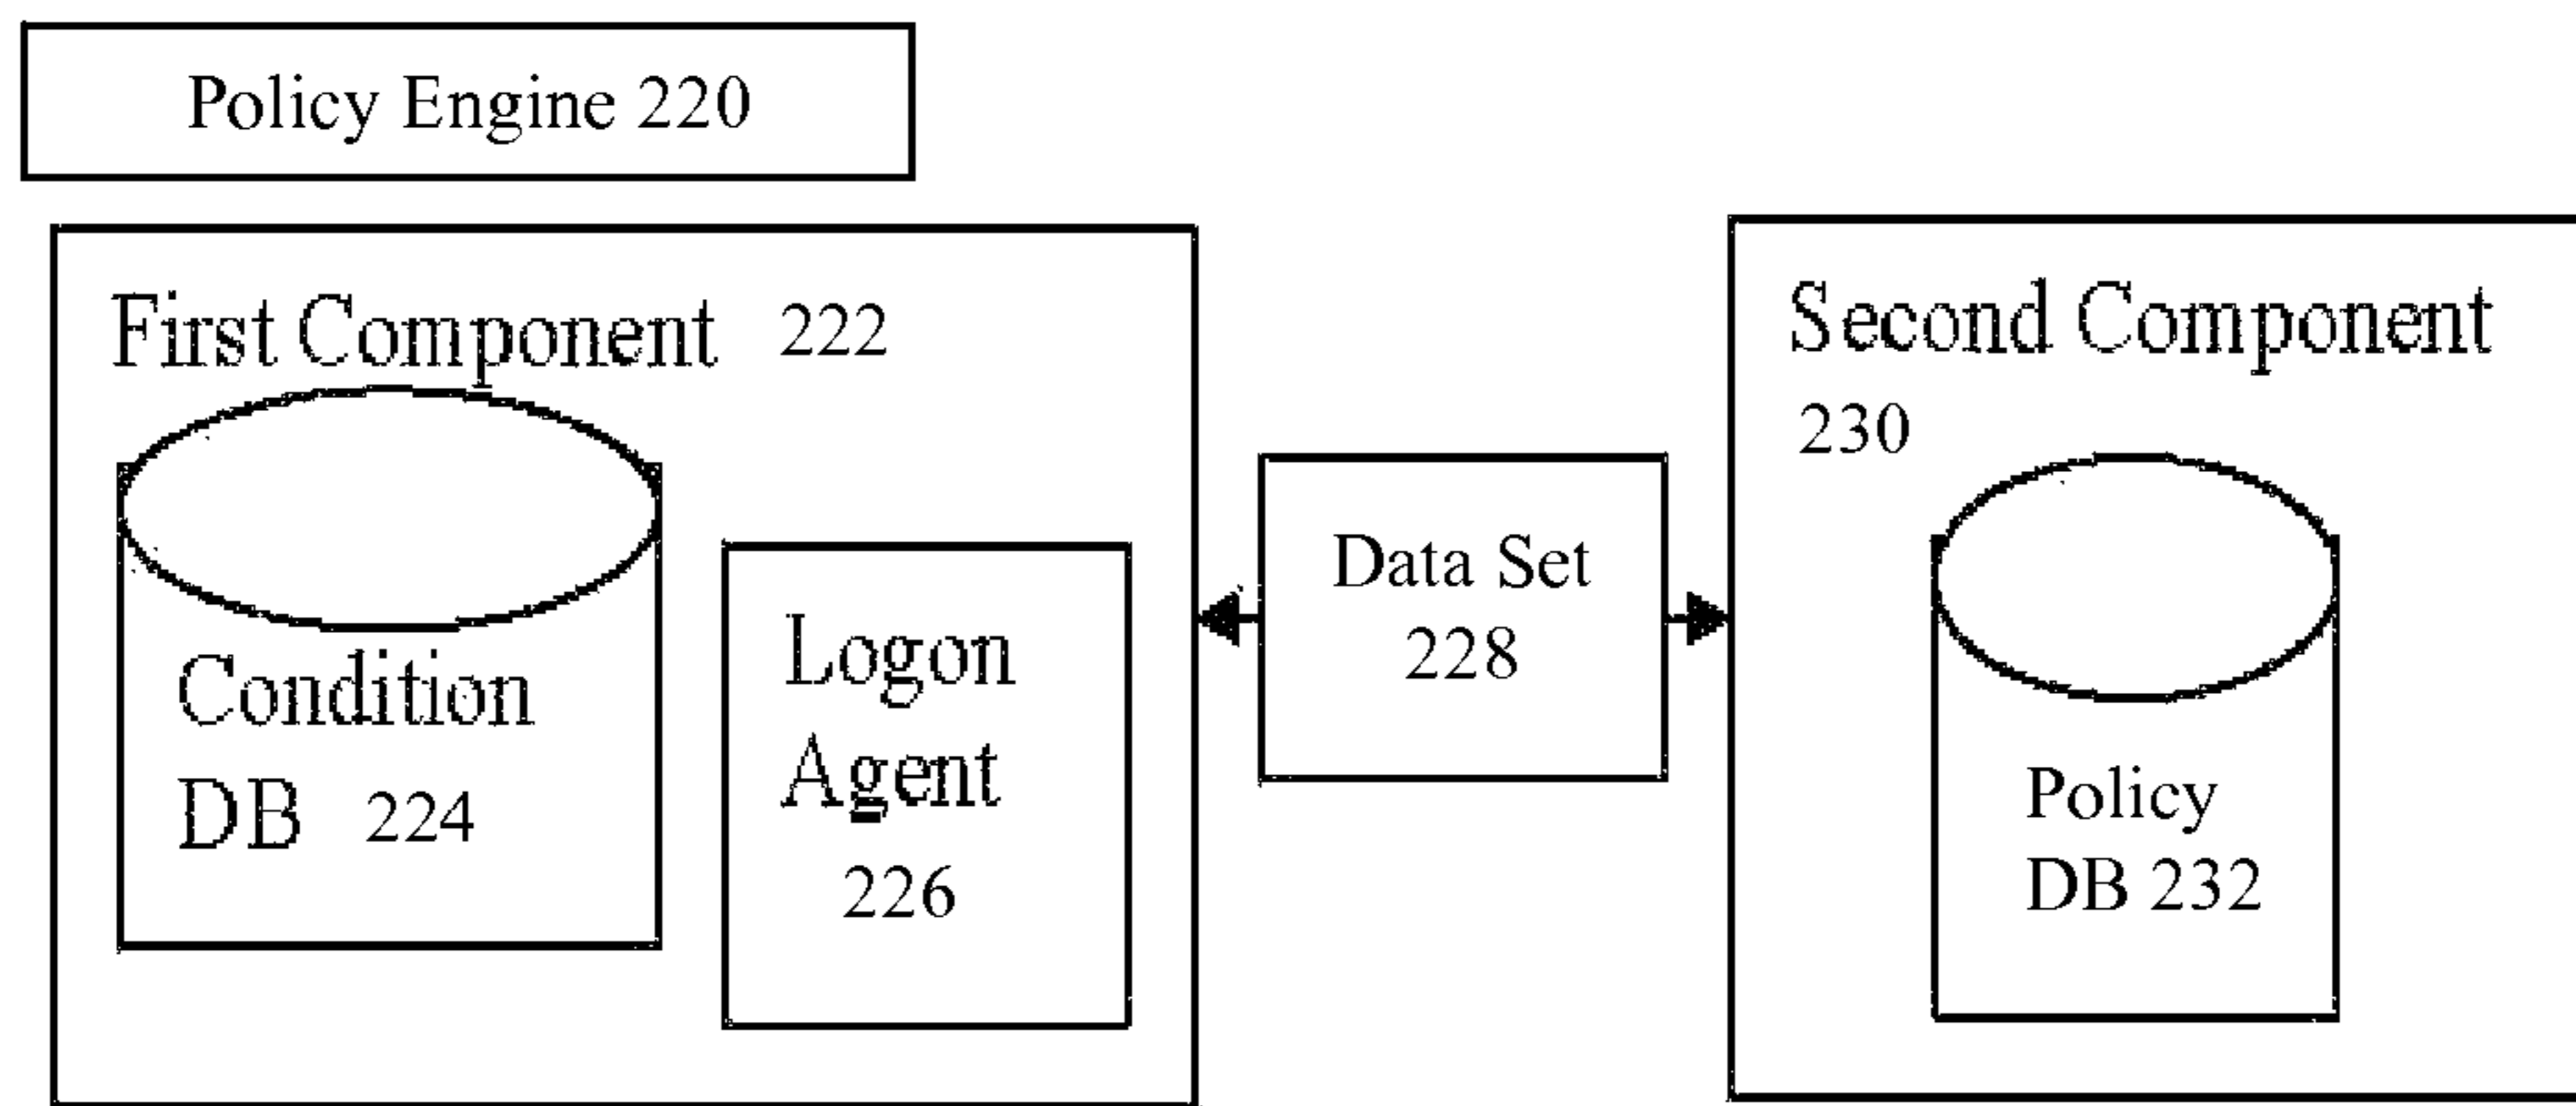 Policy Engine 220
First Component 222
Condition
DB 224
Logon
Agent
226
Data Set
228
Second Component
230
Policy
DB 232